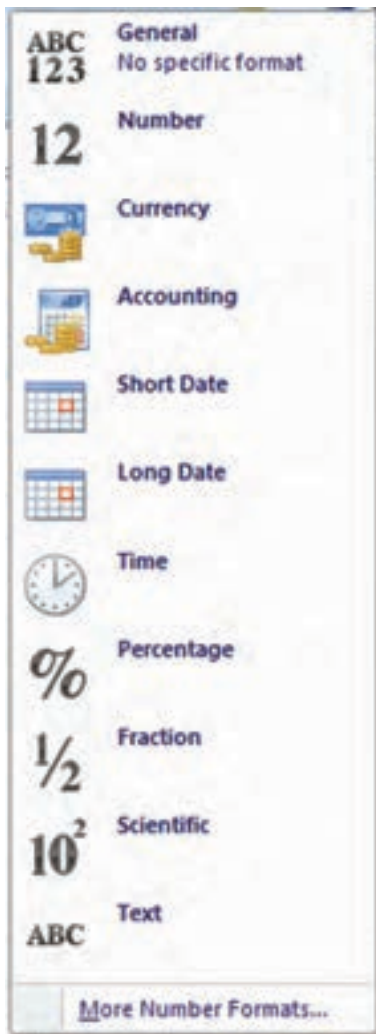 ABC
123
General
No specific format
12
Number
Currency
Accounting
Short Date
Long Date
Time
%
Percentage
½
Fraction
10²
Scientific
ABC
Text
More Number Formats...